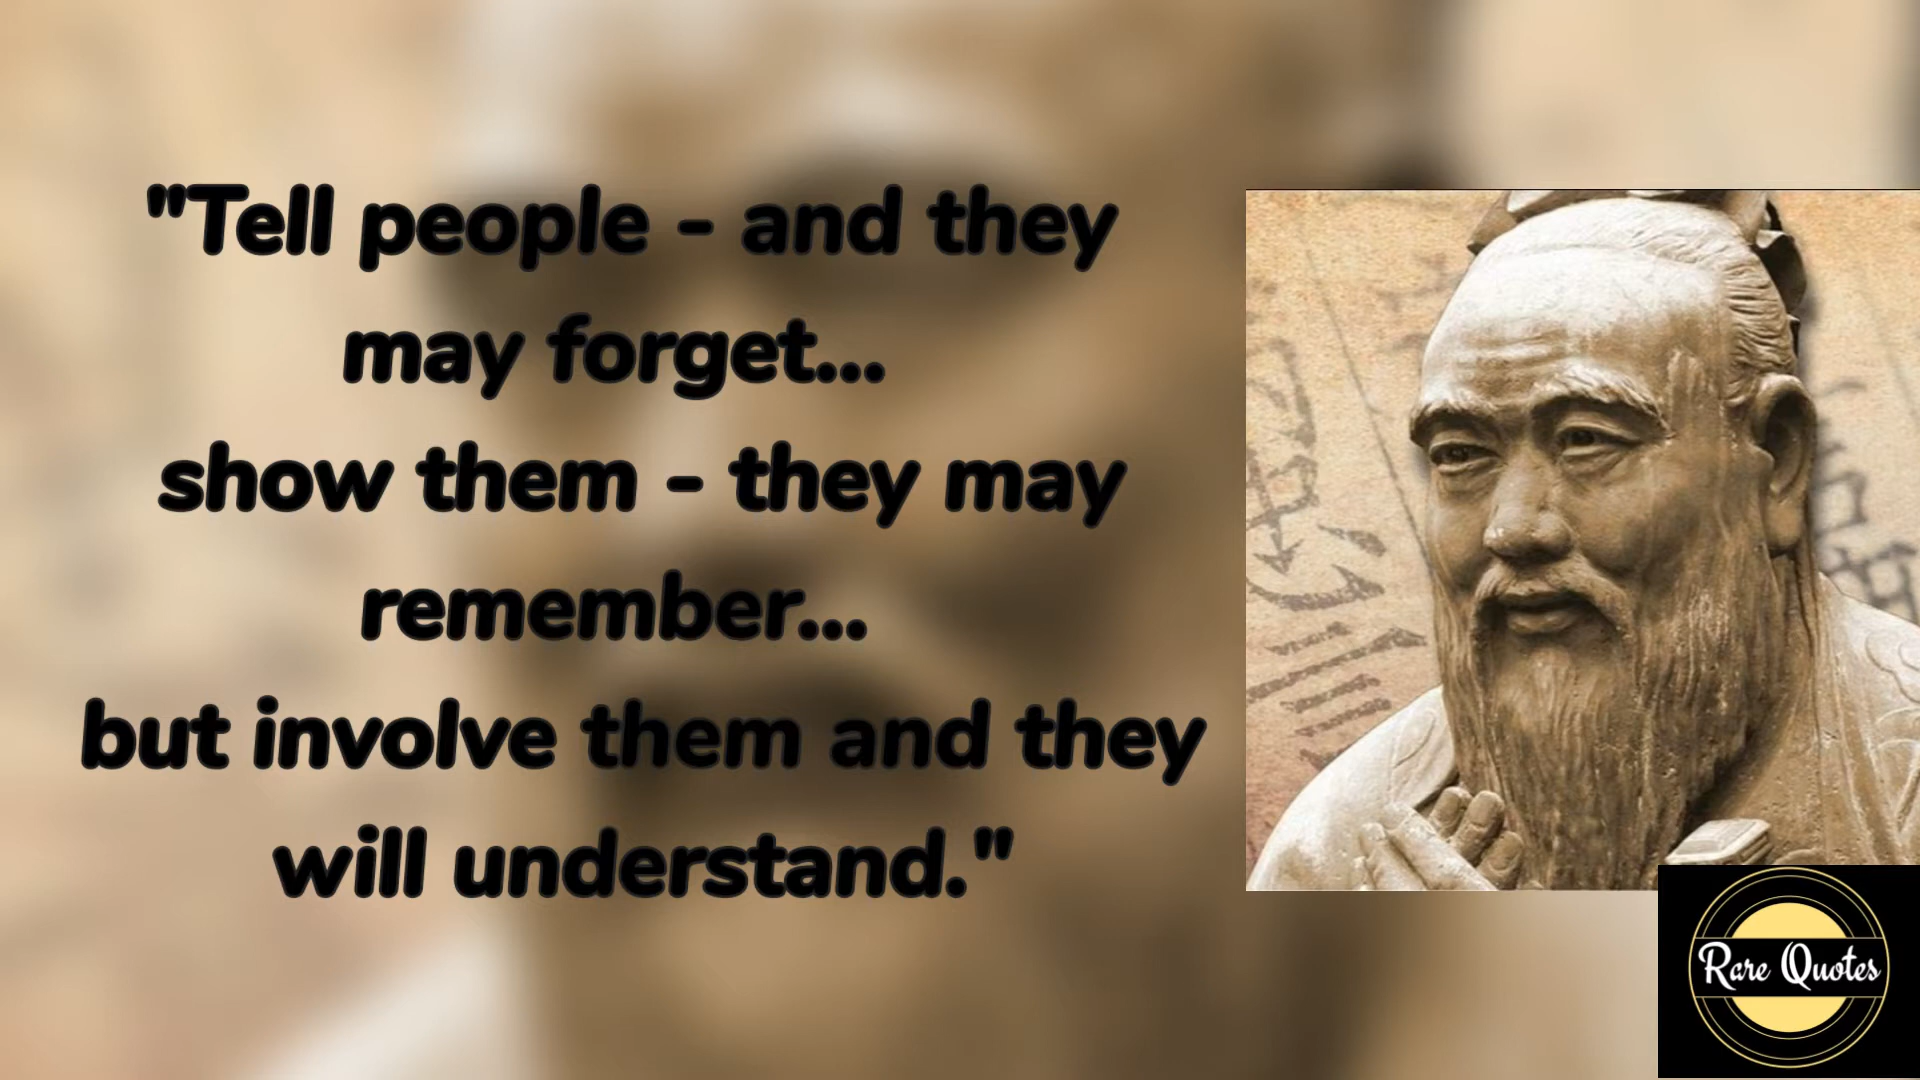 "Tell people - and they
may forget...
show them - they may
remember...
but involve them and they
will understand."
Rare Quotes